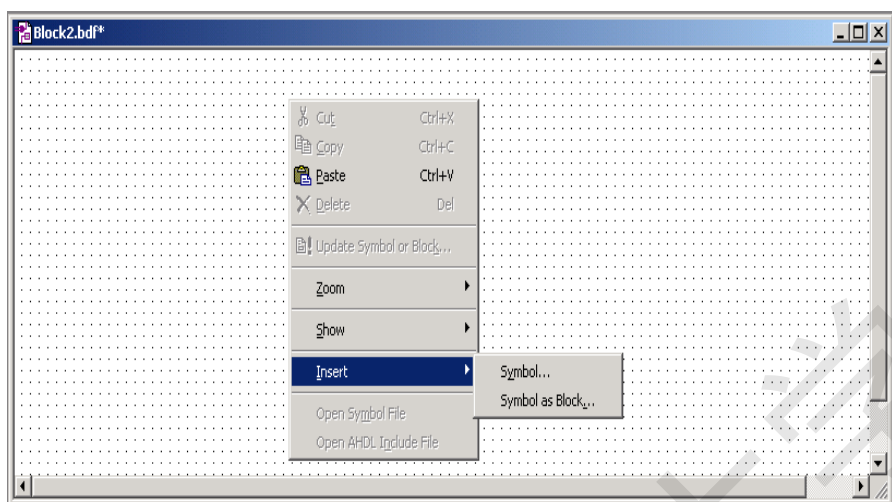 Block2.bdf*
Cut Ctrl+X
Copy Ctrl+C
Paste Ctrl+V
Delete Del
Update Symbol or Block...
Zoom
Show
Insert
Symbol...
Symbol as Block...
Open Symbol File
Open AHDL Include File
学